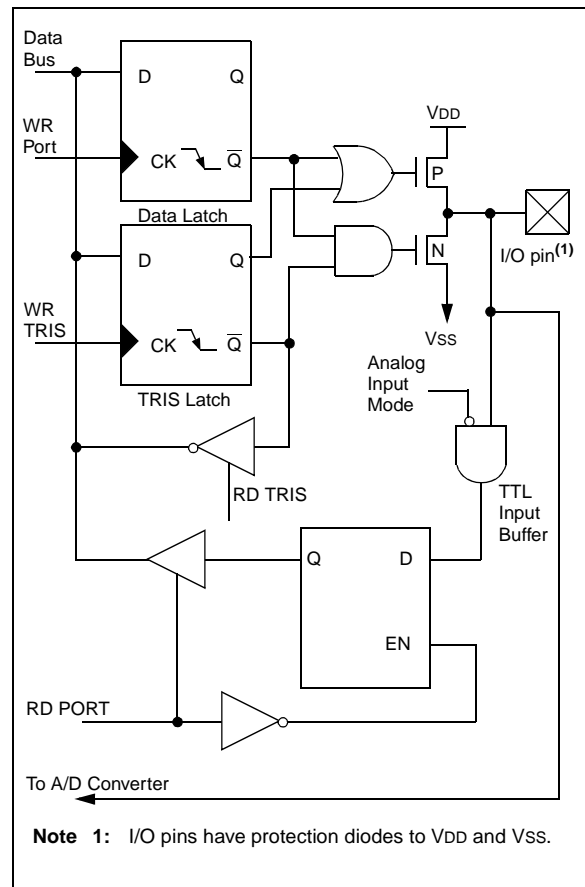 Data
Bus
D Q
VDD
WR
Port
CK Q̅
P
Data Latch
D Q
N
I/O pin(1)
WR
TRIS
CK Q̅
VSS
Analog
Input
Mode
TRIS Latch
RD TRIS
TTL
Input
Buffer
Q D
EN
RD PORT
To A/D Converter
Note 1: I/O pins have protection diodes to VDD and VSS.